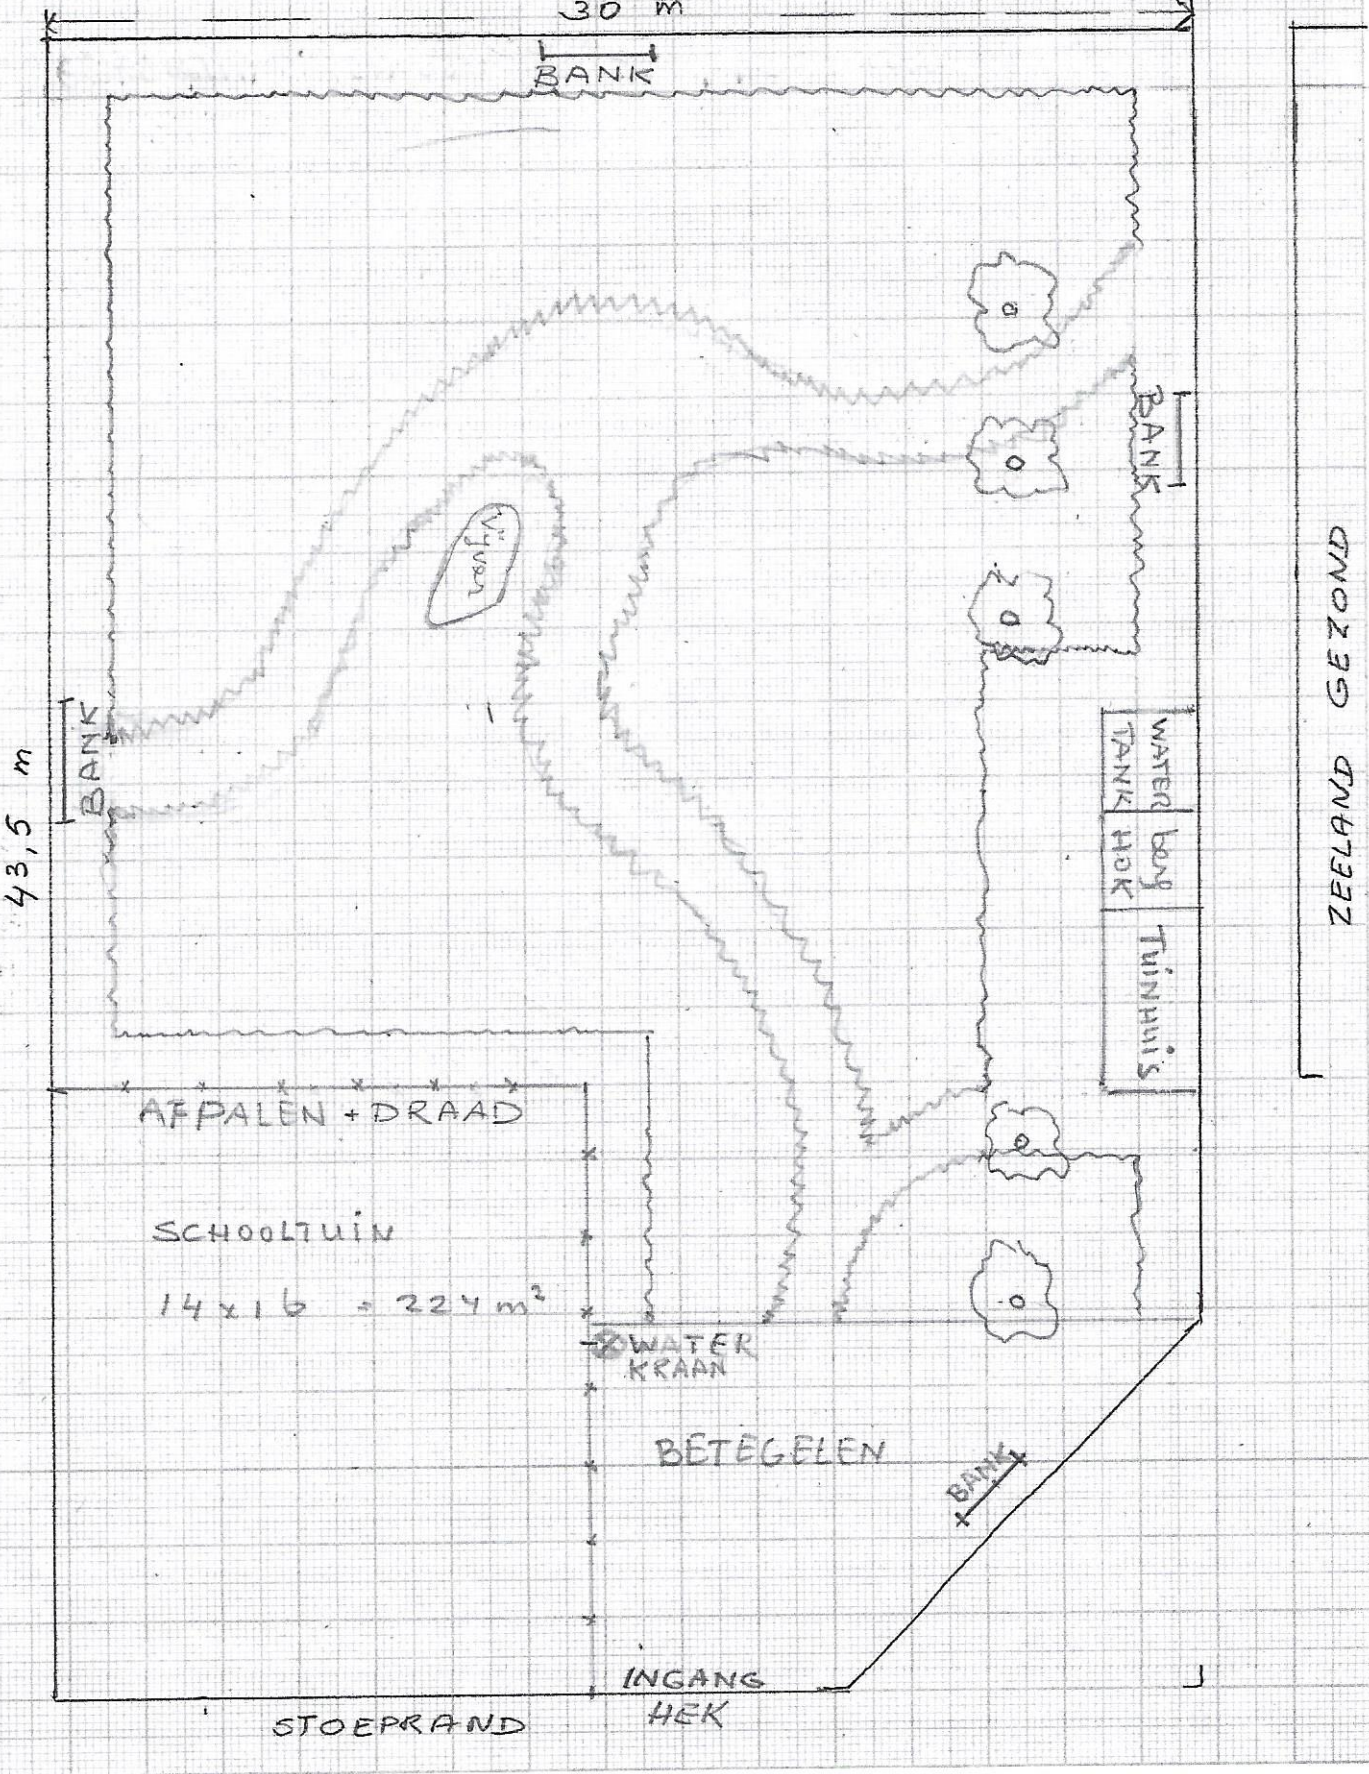 30 m
BANK
BANK
Vijver
ZEELAND GEZOND
BANK
43,5 m
WATER
TANK
berg
HOK
Tuinhuis
AFPALEN + DRAAD
SCHOOLTUIN
14 x 16 = 224 m²
WATER
KRAAN
BETEGELEN
BANK
INGANG
HEK
STOEPRAND